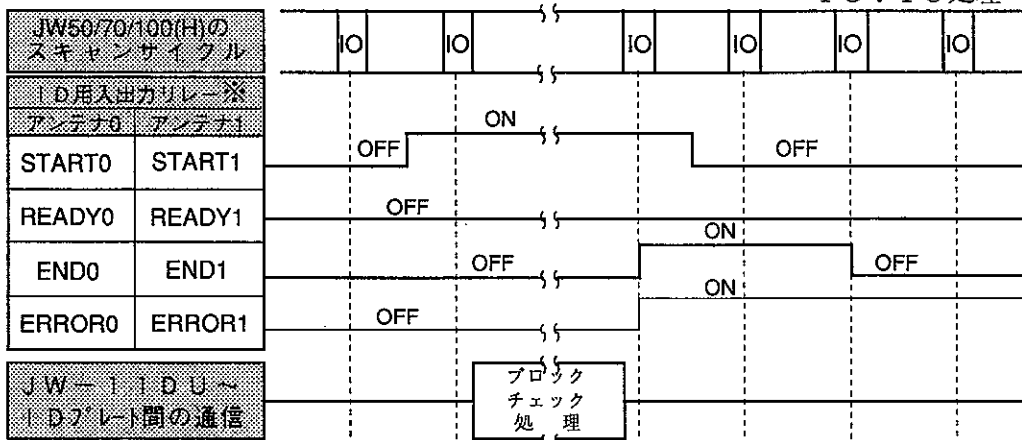 JW50/70/100(H)の
スキャンサイクル
IO IO IO IO IO IO
ID用入出力リレー※
アンテナ0 アンテナ1
START0 START1 OFF ON OFF
READY0 READY1 OFF
END0 END1 OFF ON OFF
ERROR0 ERROR1 OFF ON
JW-11DU~
IDプレート間の通信
ブロック
チェック
処 理